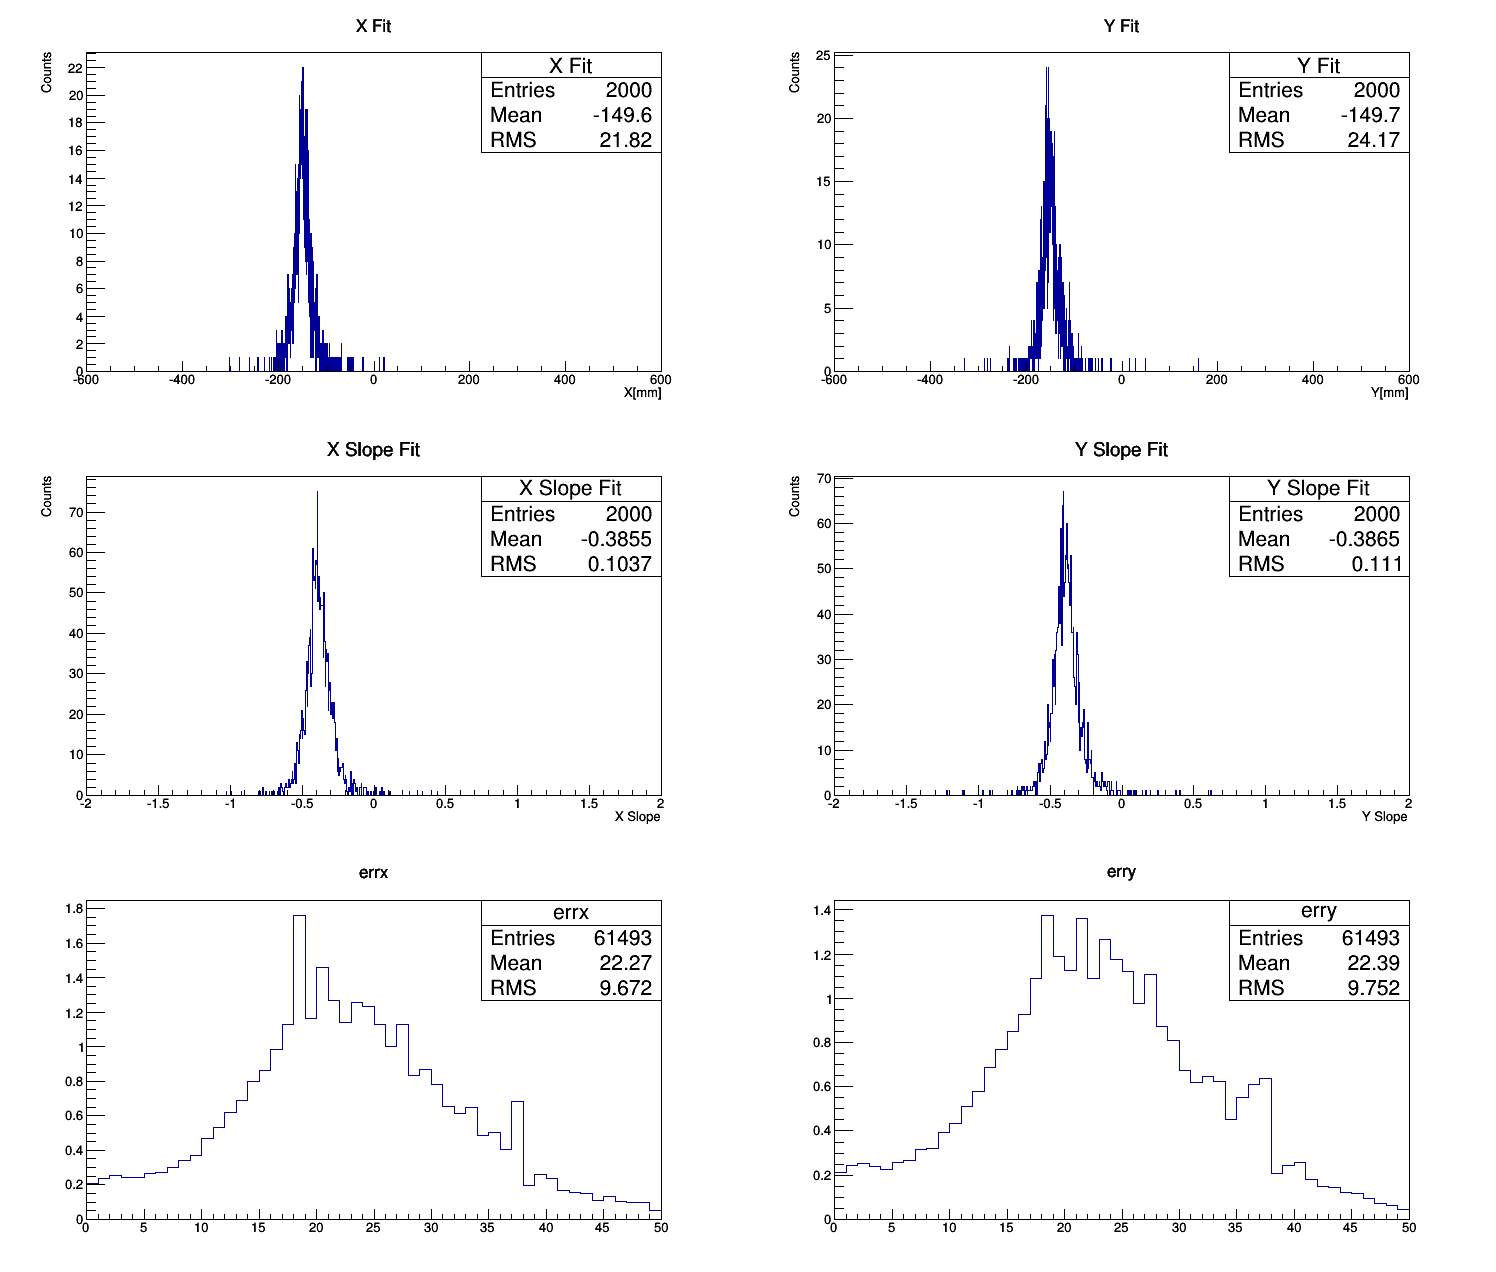 X Fit
Counts
22
20
18
16
14
12
10
8
6
4
2
0
-600 -400 -200 0 200 400 600
X[mm]
X Fit
Entries 2000
Mean -149.6
RMS 21.82
Y Fit
Counts
25
20
15
10
5
0
-600 -400 -200 0 200 400 600
Y[mm]
Y Fit
Entries 2000
Mean -149.7
RMS 24.17
X Slope Fit
Counts
70
60
50
40
30
20
10
0
-2 -1.5 -1 -0.5 0 0.5 1 1.5 2
X Slope
X Slope Fit
Entries 2000
Mean -0.3855
RMS 0.1037
Y Slope Fit
Counts
70
60
50
40
30
20
10
0
-2 -1.5 -1 -0.5 0 0.5 1 1.5 2
Y Slope
Y Slope Fit
Entries 2000
Mean -0.3865
RMS 0.111
errx
1.8
1.6
1.4
1.2
1
0.8
0.6
0.4
0.2
0
0 5 10 15 20 25 30 35 40 45 50
errx
Entries 61493
Mean 22.27
RMS 9.672
erry
1.4
1.2
1
0.8
0.6
0.4
0.2
0
0 5 10 15 20 25 30 35 40 45 50
erry
Entries 61493
Mean 22.39
RMS 9.752